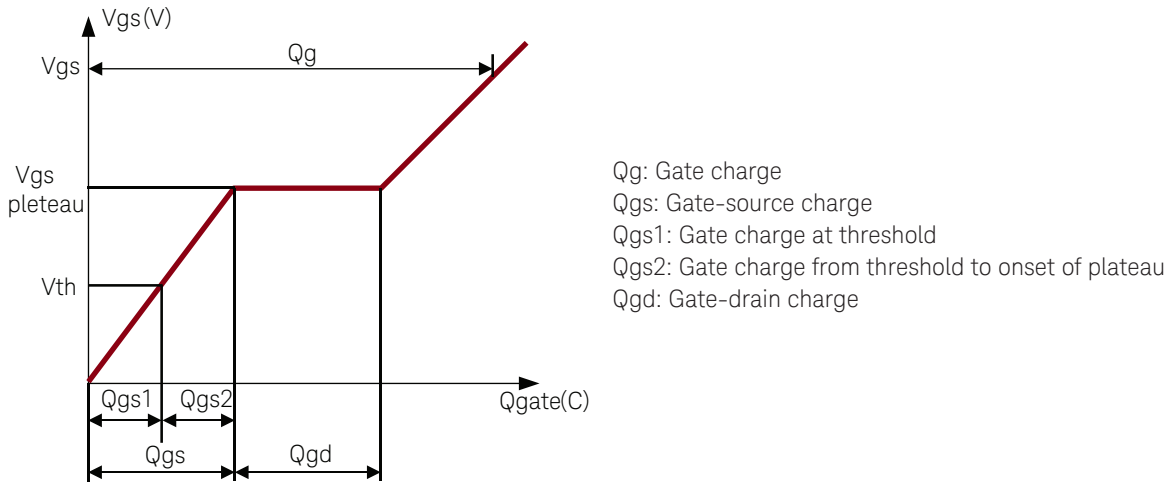 Vgs(V)
Vgs
Qg
Vgs
pleteau
Vth
Qgs1
Qgs2
Qgate(C)
Qgs
Qgd
Qg: Gate charge
Qgs: Gate-source charge
Qgs1: Gate charge at threshold
Qgs2: Gate charge from threshold to onset of plateau
Qgd: Gate-drain charge